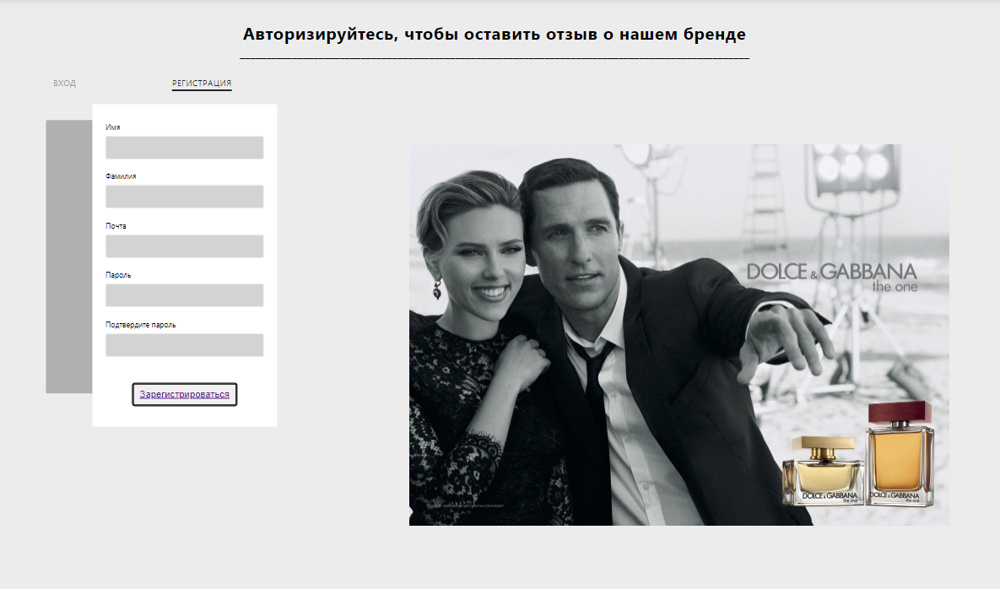 Авторизируйтесь, чтобы оставить отзыв о нашем бренде
ВХОД
РЕГИСТРАЦИЯ
Имя
Фамилия
Почта
Пароль
Подтвердите пароль
Зарегистрироваться
DOLCE & GABBANA
the one
DOLCE & GABBANA
the one
DOLCE & GABBANA
the one